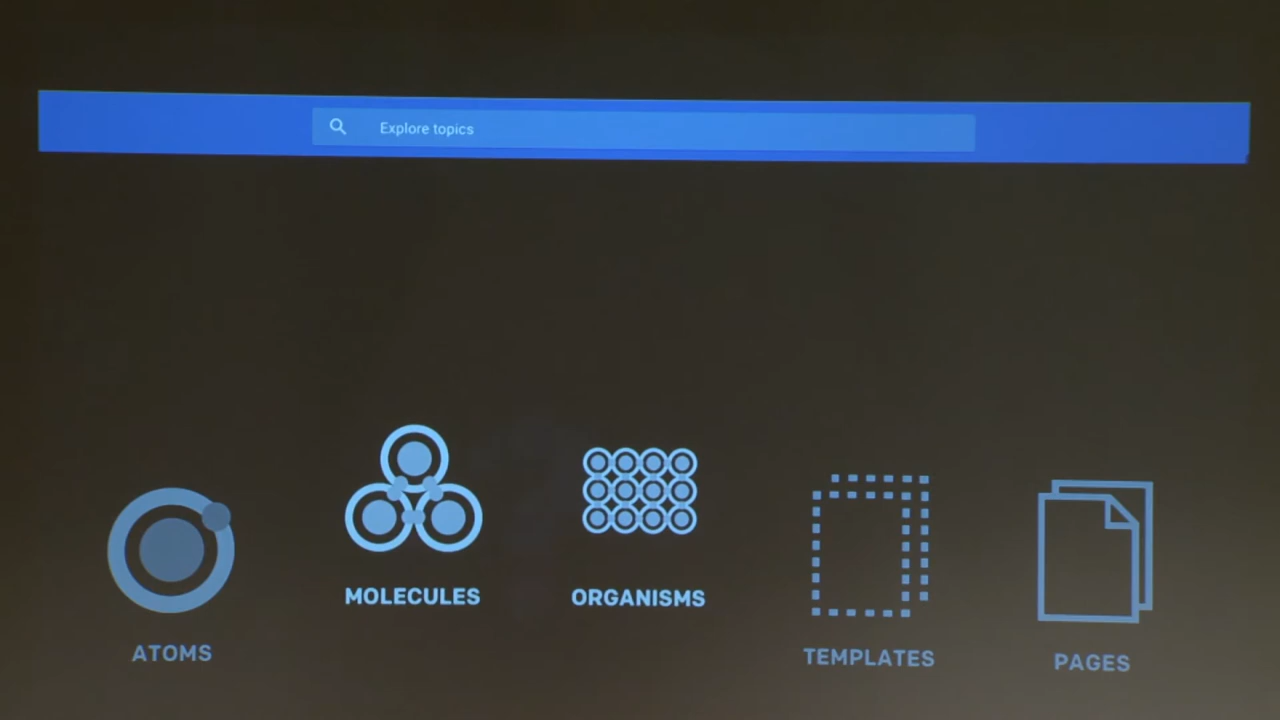 Explore topics
MOLECULES
ORGANISMS
ATOMS
TEMPLATES
PAGES